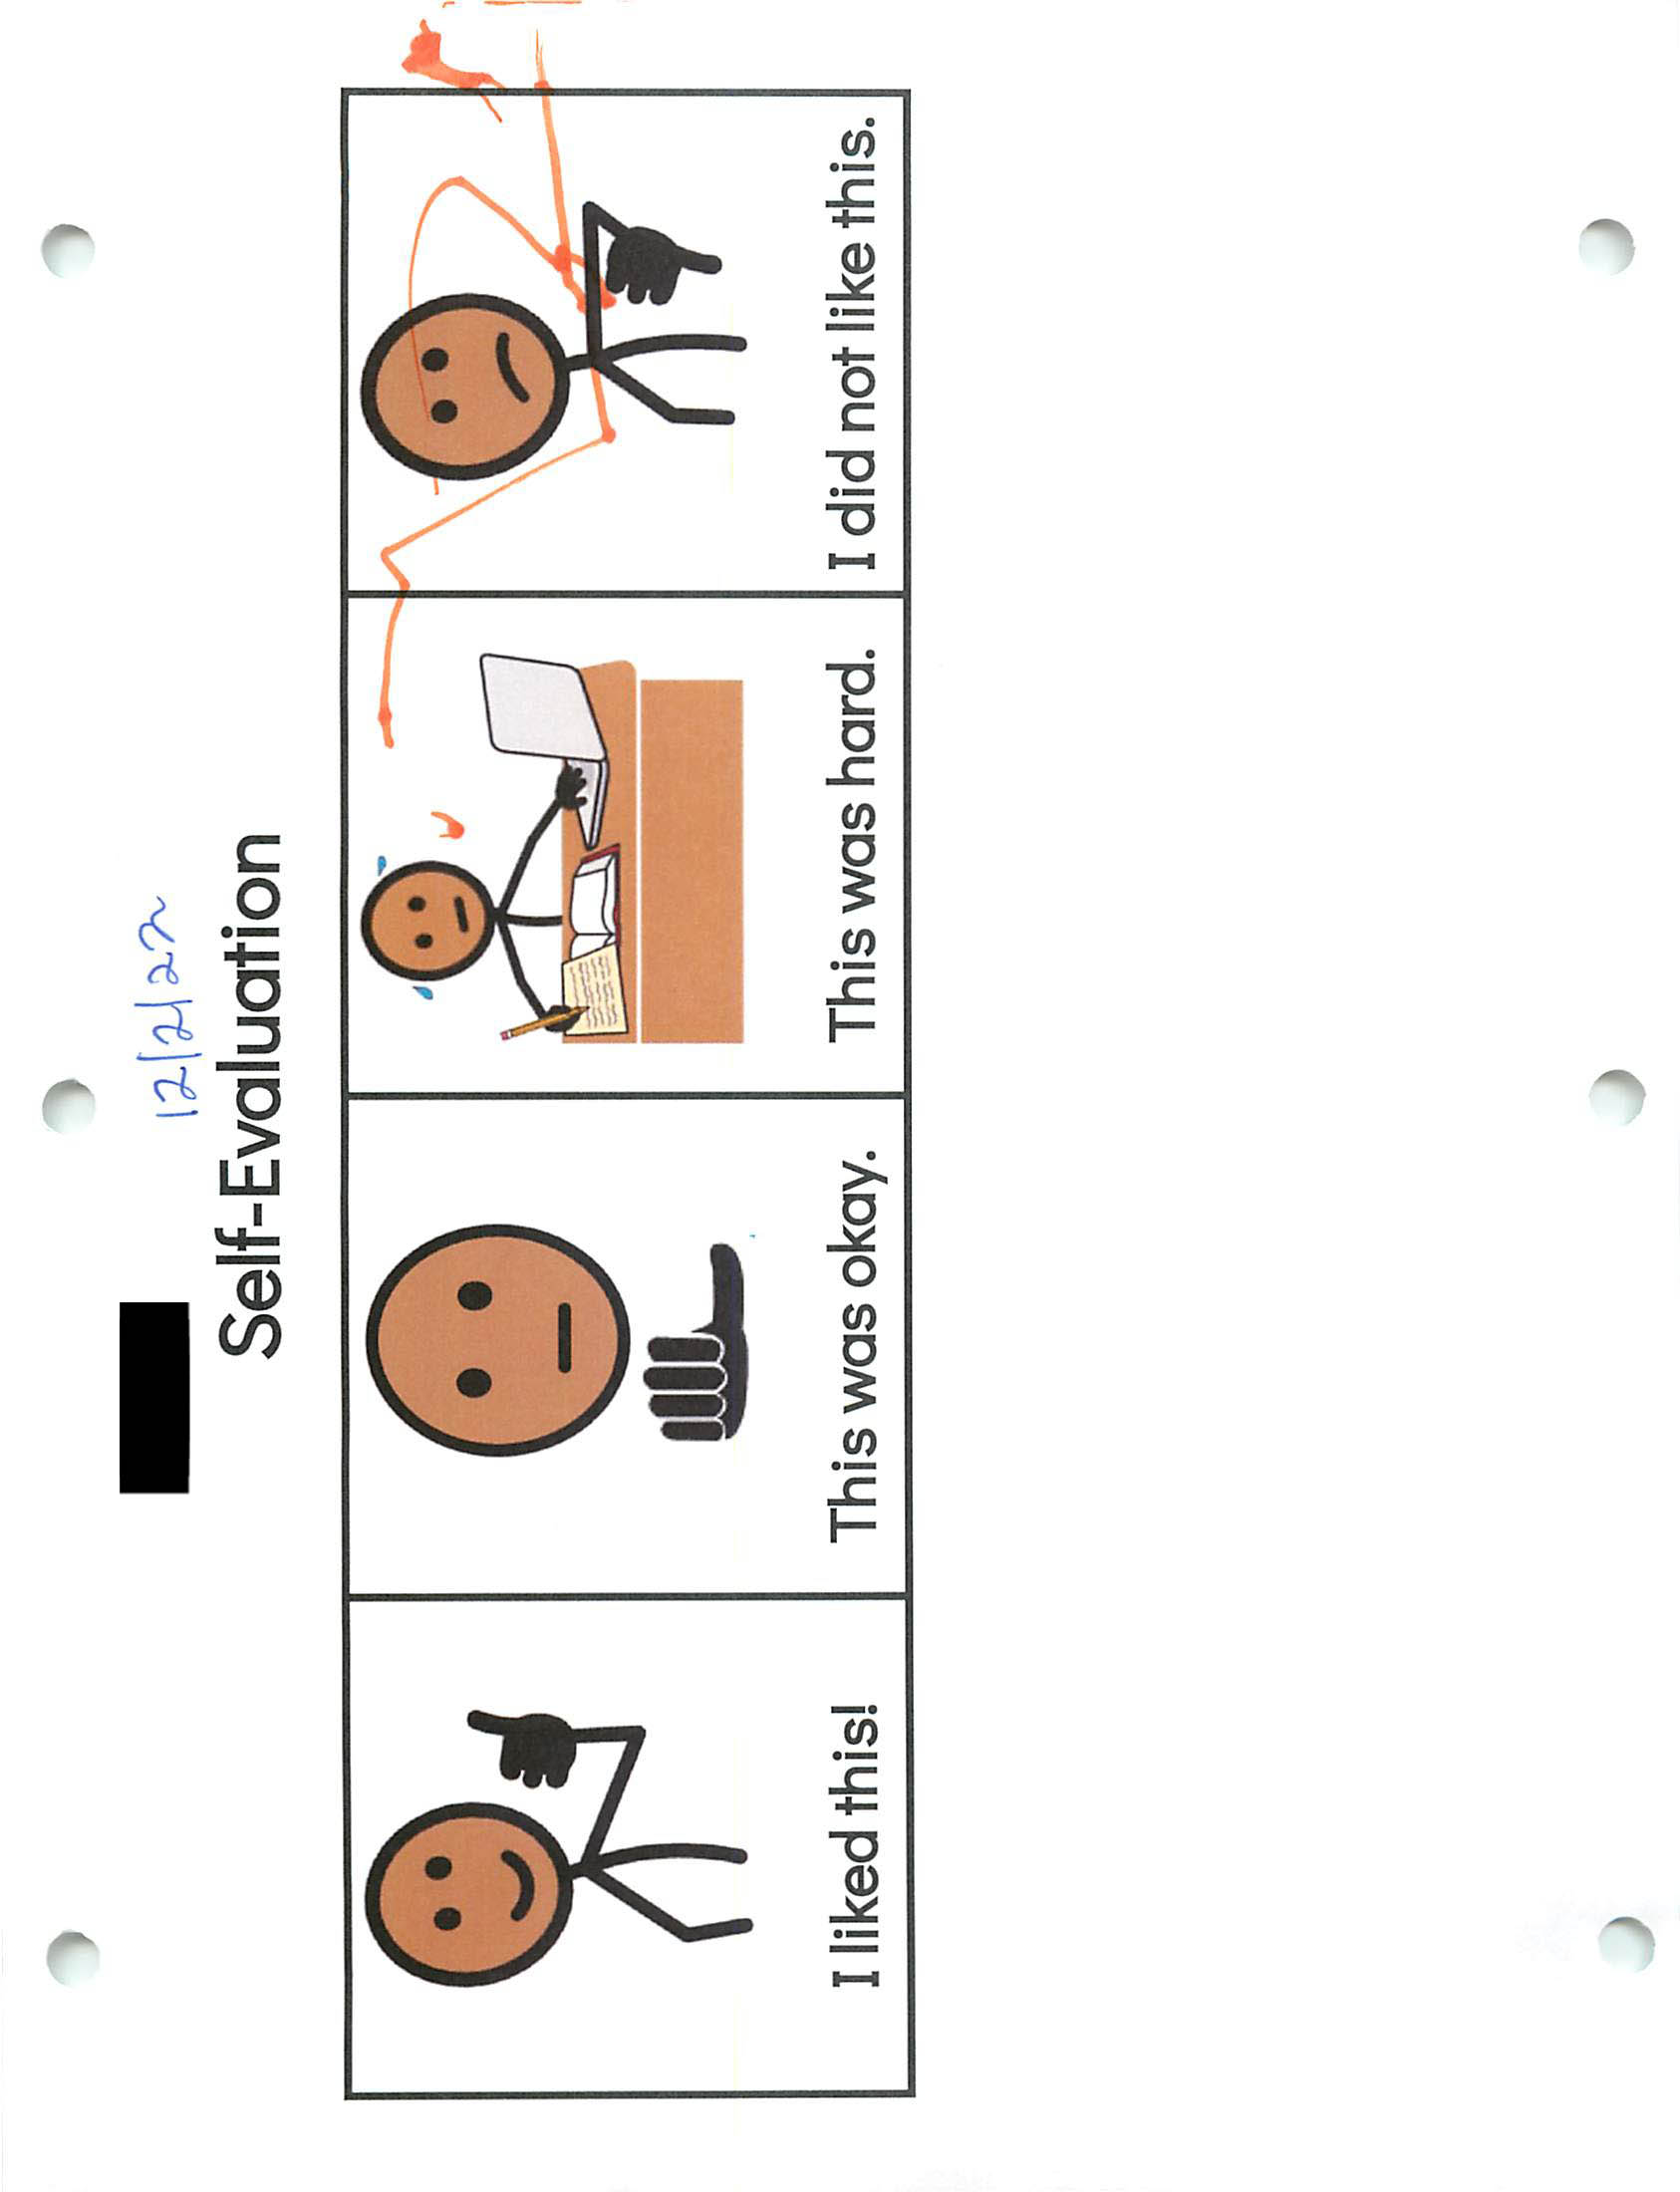 12/2/22
Self-Evaluation
I liked this!
This was okay.
This was hard.
I did not like this.